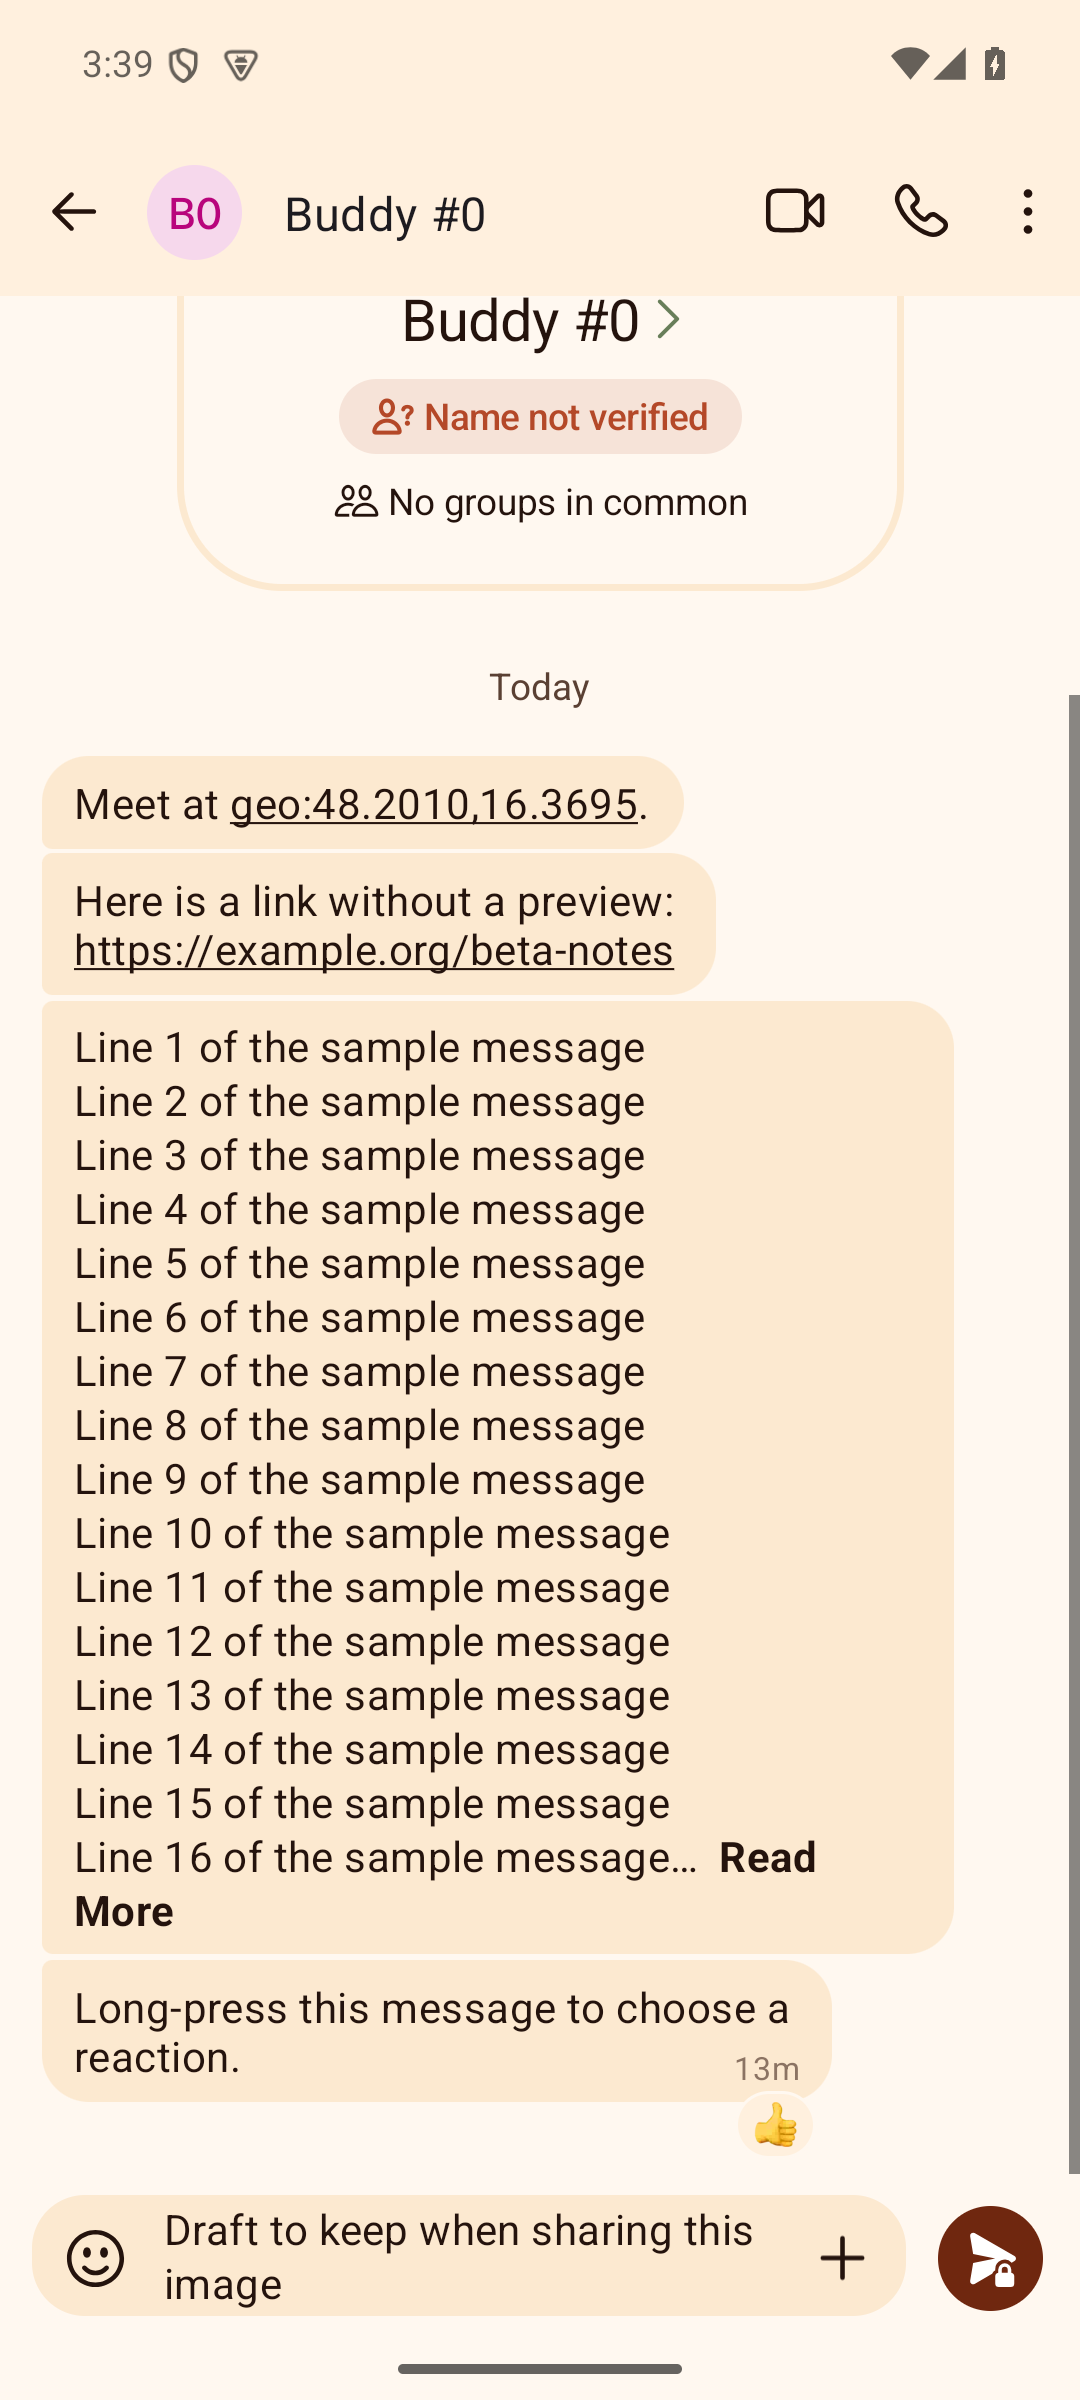 3:39
B0
Buddy #0
Buddy #0
Name not verified
No groups in common
Today
Meet at geo:48.2010,16.3695.
Here is a link without a preview:
https://example.org/beta-notes
Line 1 of the sample message
Line 2 of the sample message
Line 3 of the sample message
Line 4 of the sample message
Line 5 of the sample message
Line 6 of the sample message
Line 7 of the sample message
Line 8 of the sample message
Line 9 of the sample message
Line 10 of the sample message
Line 11 of the sample message
Line 12 of the sample message
Line 13 of the sample message
Line 14 of the sample message
Line 15 of the sample message
Line 16 of the sample message… Read
More
Long-press this message to choose a
reaction.
13m
👍
Draft to keep when sharing this
image